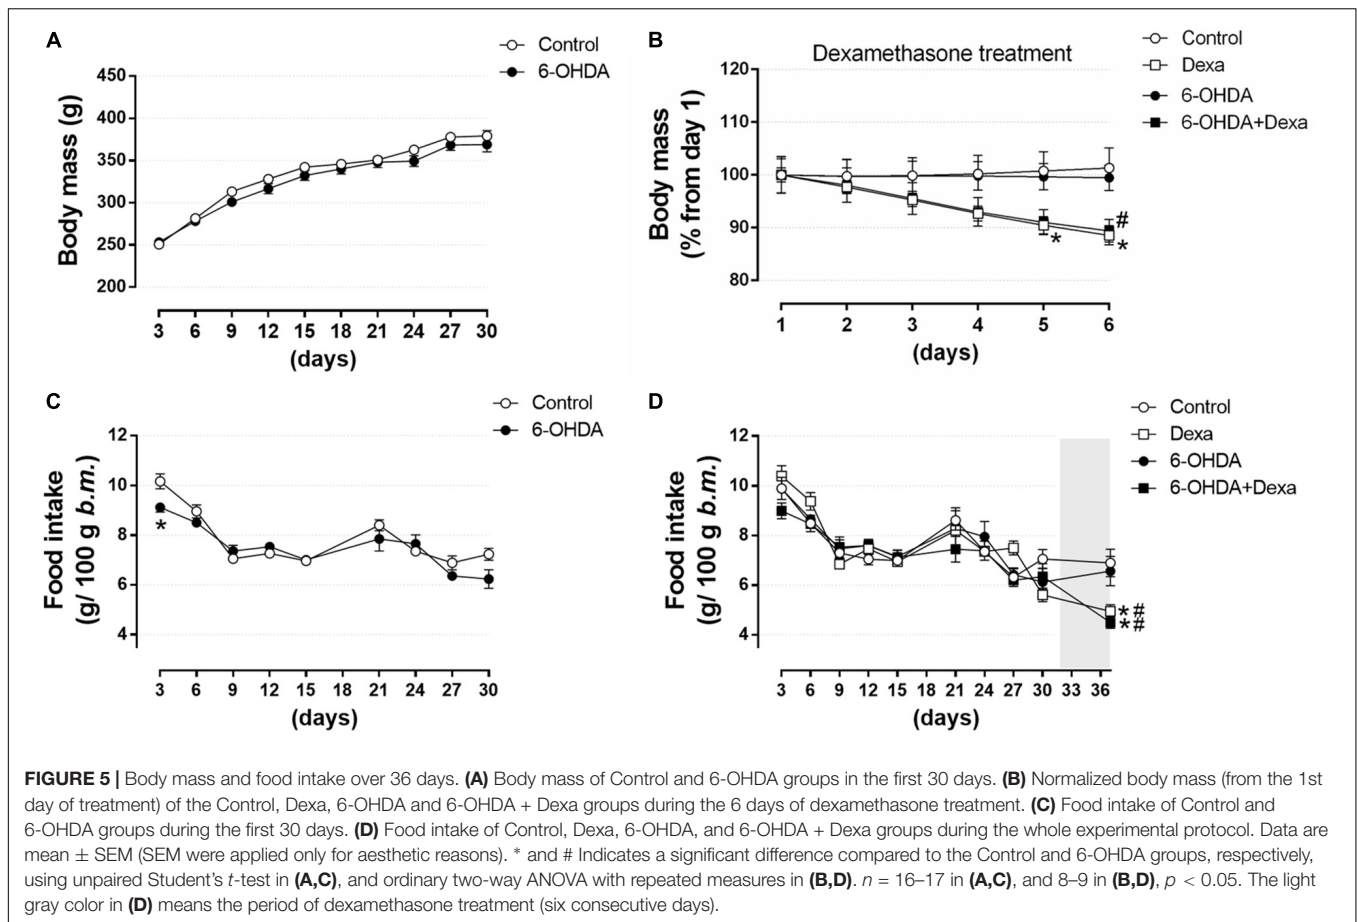 A
Control
6-OHDA
Body mass (g)
450
400
350
300
250
200
3 6 9 12 15 18 21 24 27 30
(days)
B
Dexamethasone treatment
Control
Dexa
6-OHDA
6-OHDA+Dexa
Body mass
(% from day 1)
120
110
100
90
80
#
*
*
1 2 3 4 5 6
(days)
C
Control
6-OHDA
Food intake
(g/ 100 g b.m.)
12
10
8
6
4
*
3 6 9 12 15 18 21 24 27 30
(days)
D
Control
Dexa
6-OHDA
6-OHDA+Dexa
Food intake
(g/ 100 g b.m.)
12
10
8
6
4
*#
*#
3 6 9 12 15 18 21 24 27 30 33 36
(days)
FIGURE 5 | Body mass and food intake over 36 days. (A) Body mass of Control and 6-OHDA groups in the first 30 days. (B) Normalized body mass (from the 1st
day of treatment) of the Control, Dexa, 6-OHDA and 6-OHDA + Dexa groups during the 6 days of dexamethasone treatment. (C) Food intake of Control and
6-OHDA groups during the first 30 days. (D) Food intake of Control, Dexa, 6-OHDA, and 6-OHDA + Dexa groups during the whole experimental protocol. Data are
mean ± SEM (SEM were applied only for aesthetic reasons). * and # Indicates a significant difference compared to the Control and 6-OHDA groups, respectively,
using unpaired Student's t-test in (A,C), and ordinary two-way ANOVA with repeated measures in (B,D). n = 16–17 in (A,C), and 8–9 in (B,D), p < 0.05. The light
gray color in (D) means the period of dexamethasone treatment (six consecutive days).